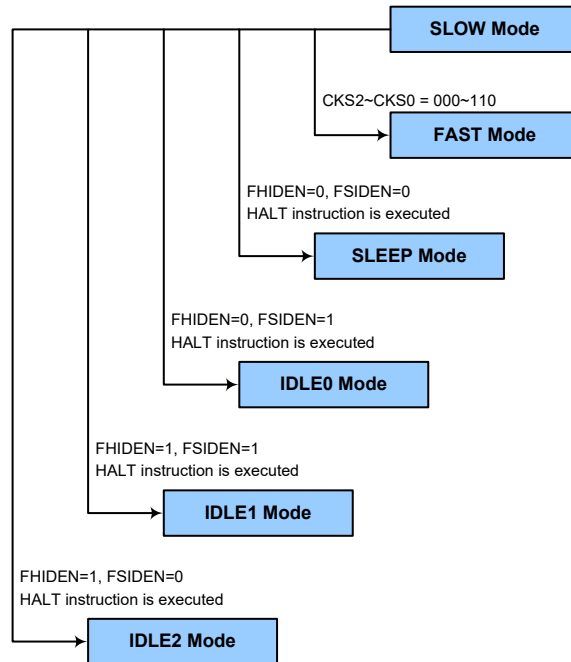 SLOW Mode
CKS2~CKS0 = 000~110
FAST Mode
FHIDEN=0, FSIDEN=0
HALT instruction is executed
SLEEP Mode
FHIDEN=0, FSIDEN=1
HALT instruction is executed
IDLE0 Mode
FHIDEN=1, FSIDEN=1
HALT instruction is executed
IDLE1 Mode
FHIDEN=1, FSIDEN=0
HALT instruction is executed
IDLE2 Mode